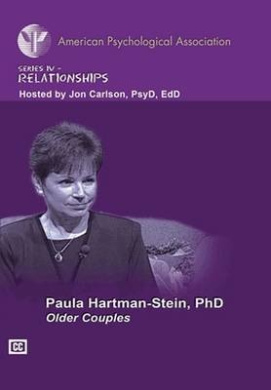 American Psychological Association
SERIES IV –
RELATIONSHIPS
Hosted by Jon Carlson, PsyD, EdD
Paula Hartman-Stein, PhD
Older Couples
CC